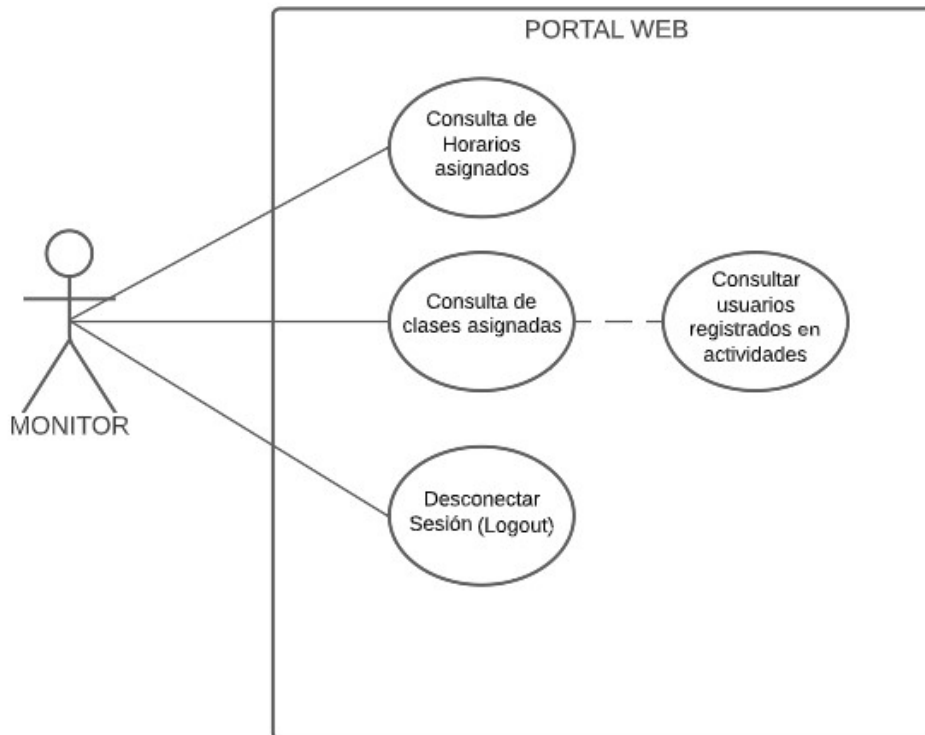 PORTAL WEB
Consulta de
Horarios
asignados
Consulta de
clases asignadas
Consultar
usuarios
registrados en
actividades
MONITOR
Desconectar
Sesión (Logout)